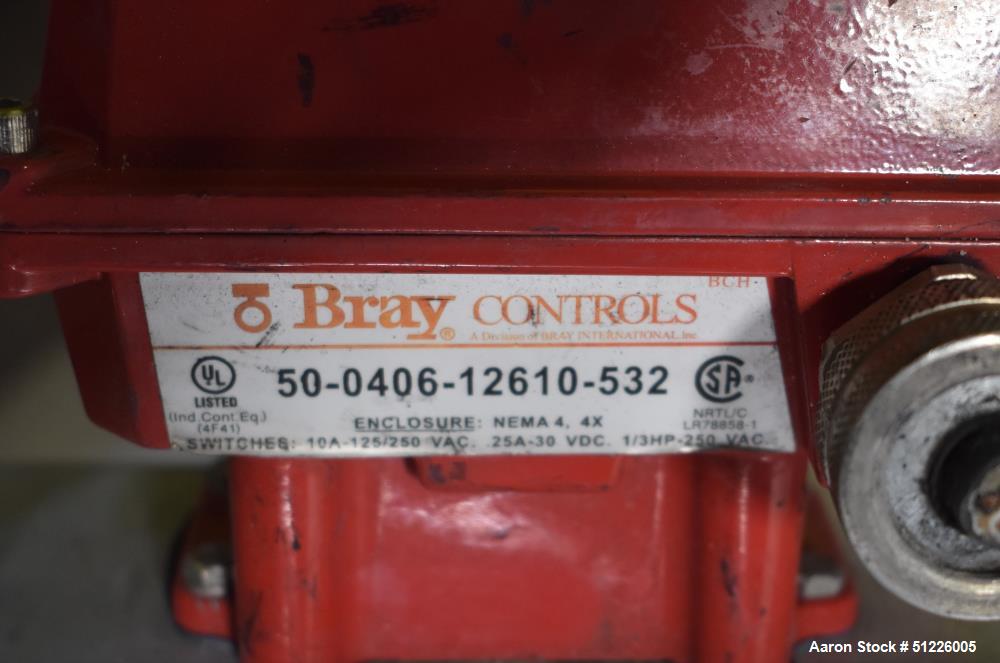 BCH
Bray® CONTROLS
A Division of BRAY INTERNATIONAL, Inc
UL
LISTED
50-0406-12610-532
SA®
(Ind.Cont.Eq.)
(4F41)
ENCLOSURE: NEMA 4, 4X
NRTL/C
LR78858-1
SWITCHES: 10A-125/250 VAC. .25A-30 VDC. 1/3HP-250 VAC.
Aaron Stock # 51226005